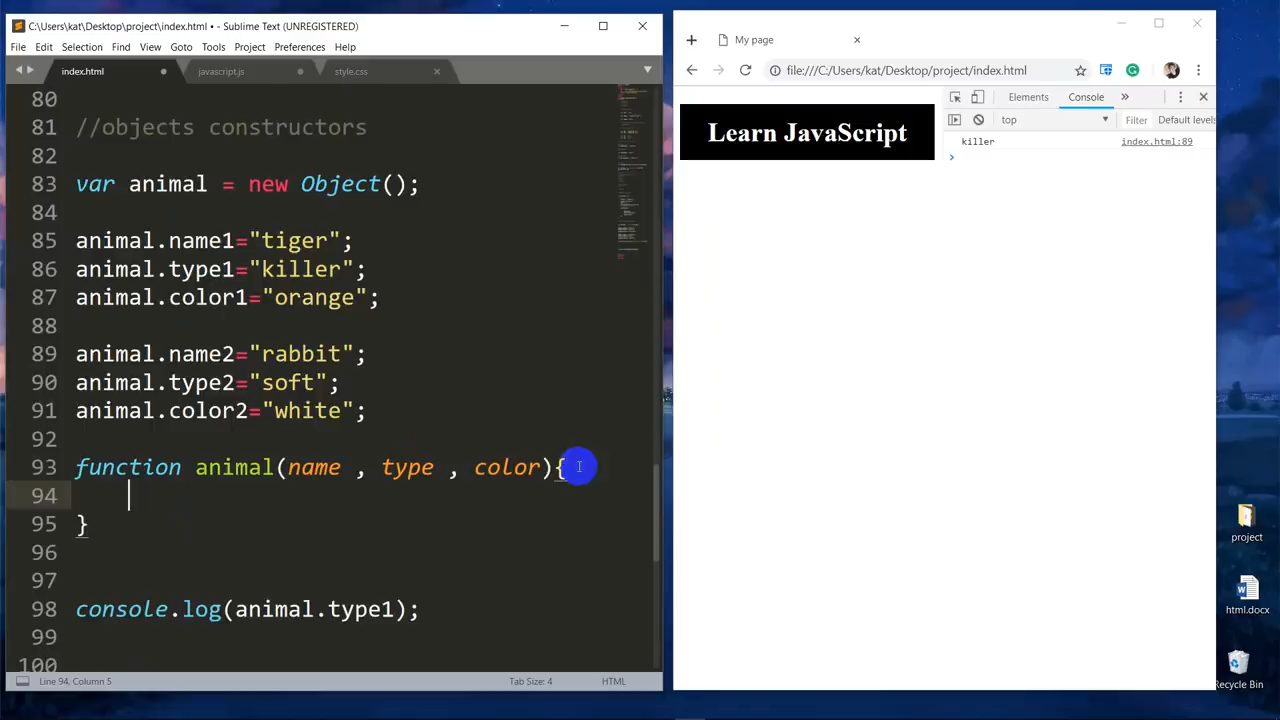 C:\Users\kat\Desktop\project\index.html • - Sublime Text (UNREGISTERED)
File Edit Selection Find View Goto Tools Project Preferences Help
index.html javascript.js style.css
80
81 //objects constructors
82
83 var animal = new Object();
84
85 animal.name1="tiger";
86 animal.type1="killer";
87 animal.color1="orange";
88
89 animal.name2="rabbit";
90 animal.type2="soft";
91 animal.color2="white";
92
93 function animal(name , type , color){
94
95 }
96
97
98 console.log(animal.type1);
99
100
Line 94, Column 5 Tab Size: 4 HTML
My page
file:///C:/Users/kat/Desktop/project/index.html
Learn JavaScript
Elements Console »
top Filter Default levels
killer index.html:89
project
html.docx
Recycle Bin